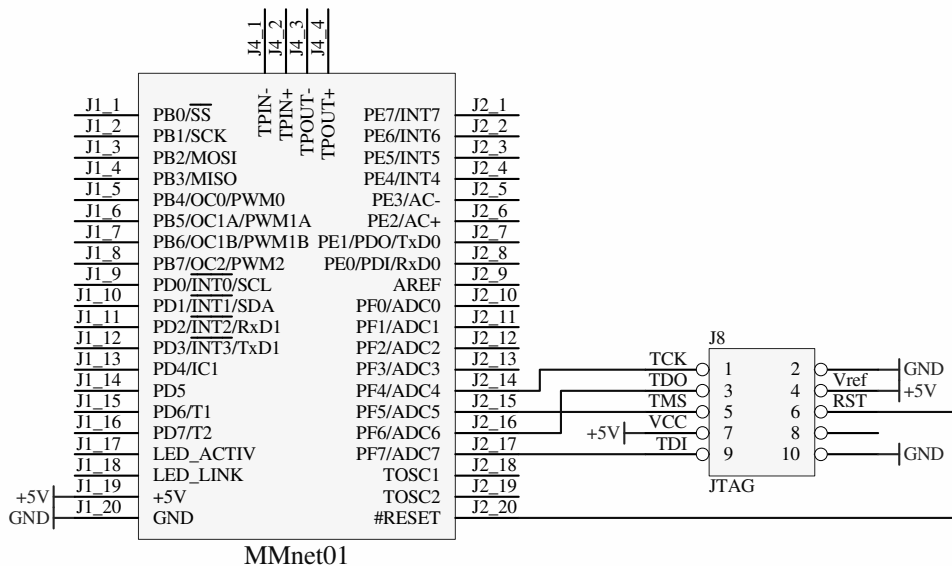 J4_1 J4_2 J4_3 J4_4
TPIN- TPIN+ TPOUT- TPOUT+
J1_1 PB0/SS PE7/INT7 J2_1
J1_2 PB1/SCK PE6/INT6 J2_2
J1_3 PB2/MOSI PE5/INT5 J2_3
J1_4 PB3/MISO PE4/INT4 J2_4
J1_5 PB4/OC0/PWM0 PE3/AC- J2_5
J1_6 PB5/OC1A/PWM1A PE2/AC+ J2_6
J1_7 PB6/OC1B/PWM1B PE1/PDO/TxD0 J2_7
J1_8 PB7/OC2/PWM2 PE0/PDI/RxD0 J2_8
J1_9 PD0/INT0/SCL AREF J2_9
J1_10 PD1/INT1/SDA PF0/ADC0 J2_10
J1_11 PD2/INT2/RxD1 PF1/ADC1 J2_11
J1_12 PD3/INT3/TxD1 PF2/ADC2 J2_12
J1_13 PD4/IC1 PF3/ADC3 J2_13
J1_14 PD5 PF4/ADC4 J2_14
J1_15 PD6/T1 PF5/ADC5 J2_15
J1_16 PD7/T2 PF6/ADC6 J2_16
J1_17 LED_ACTIV PF7/ADC7 J2_17
J1_18 LED_LINK TOSC1 J2_18
+5V J1_19 +5V TOSC2 J2_19
GND J1_20 GND #RESET J2_20
MMnet01
J8
TCK 1 2 GND
TDO 3 4 Vref +5V
TMS 5 6 RST
+5V VCC 7 8
TDI 9 10 GND
JTAG